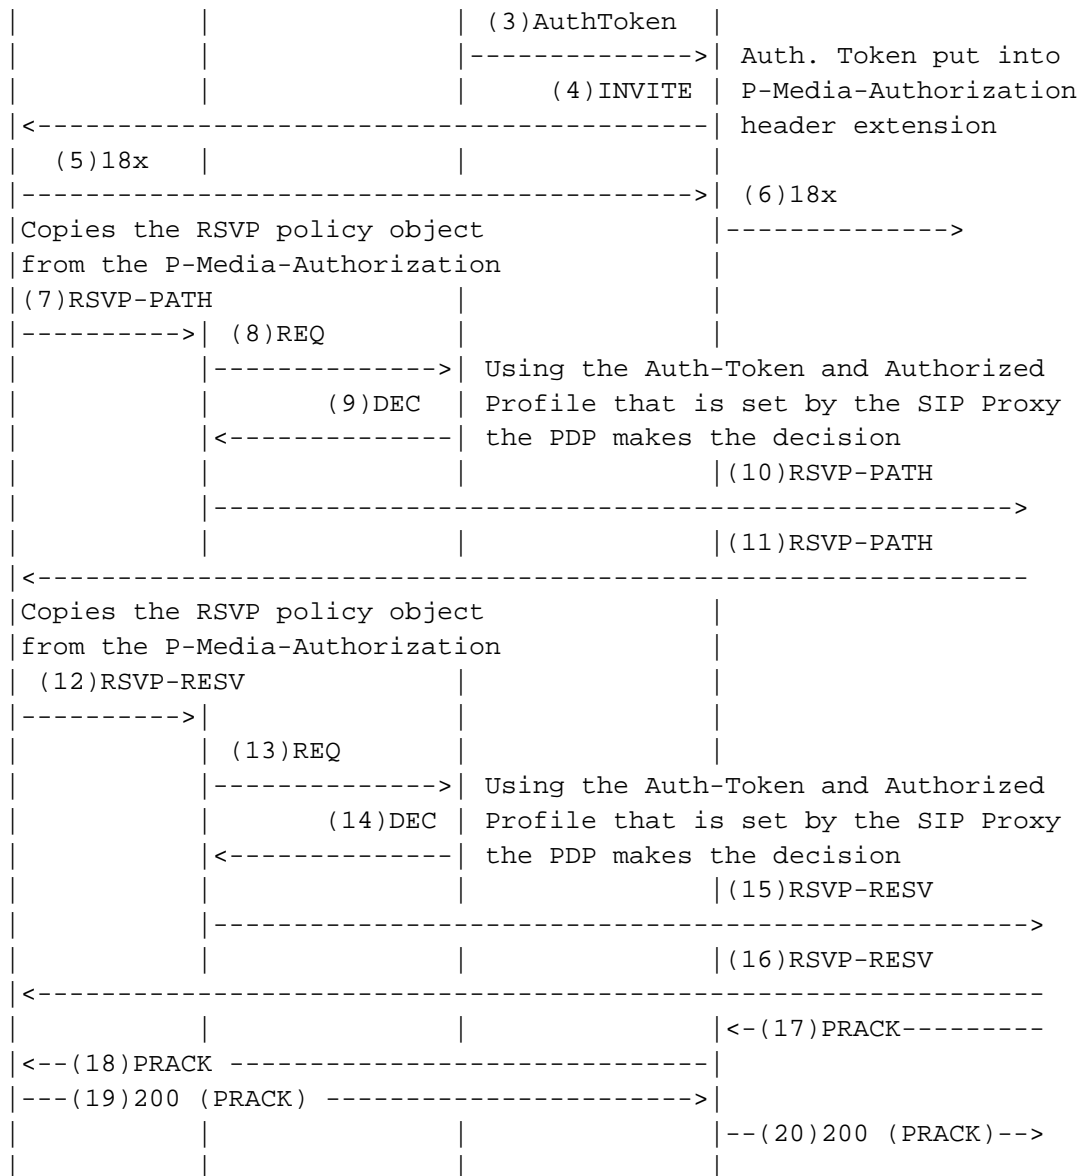 |             |                | (3)AuthToken   |
|             |                |--------------->| Auth. Token put into
|             |                |     (4)INVITE  | P-Media-Authorization
|<------------------------------------------| header extension
|  (5)18x   |                |                |
|------------------------------------------>| (6)18x
|Copies the RSVP policy object              |-------------->
|from the P-Media-Authorization             |
|(7)RSVP-PATH               |               |
|---------->| (8)REQ        |               |
|           |-------------->| Using the Auth-Token and Authorized
|           |       (9)DEC  | Profile that is set by the SIP Proxy
|           |<--------------| the PDP makes the decision
|           |               |               |(10)RSVP-PATH
|           |-------------------------------------------------->
|           |               |               |(11)RSVP-PATH
|<--------------------------------------------------------------
|Copies the RSVP policy object              |
|from the P-Media-Authorization             |
| (12)RSVP-RESV             |               |
|---------->|               |               |
|           | (13)REQ       |               |
|           |-------------->| Using the Auth-Token and Authorized
|           |       (14)DEC | Profile that is set by the SIP Proxy
|           |<--------------| the PDP makes the decision
|           |               |               |(15)RSVP-RESV
|           |--------------------------------------------------->
|           |               |               |(16)RSVP-RESV
|<---------------------------------------------------------------
|           |               |               |<-(17)PRACK---------
|<--(18)PRACK ------------------------------|
|---(19)200 (PRACK) ----------------------->|
|           |               |               |--(20)200 (PRACK)-->
|           |               |               |